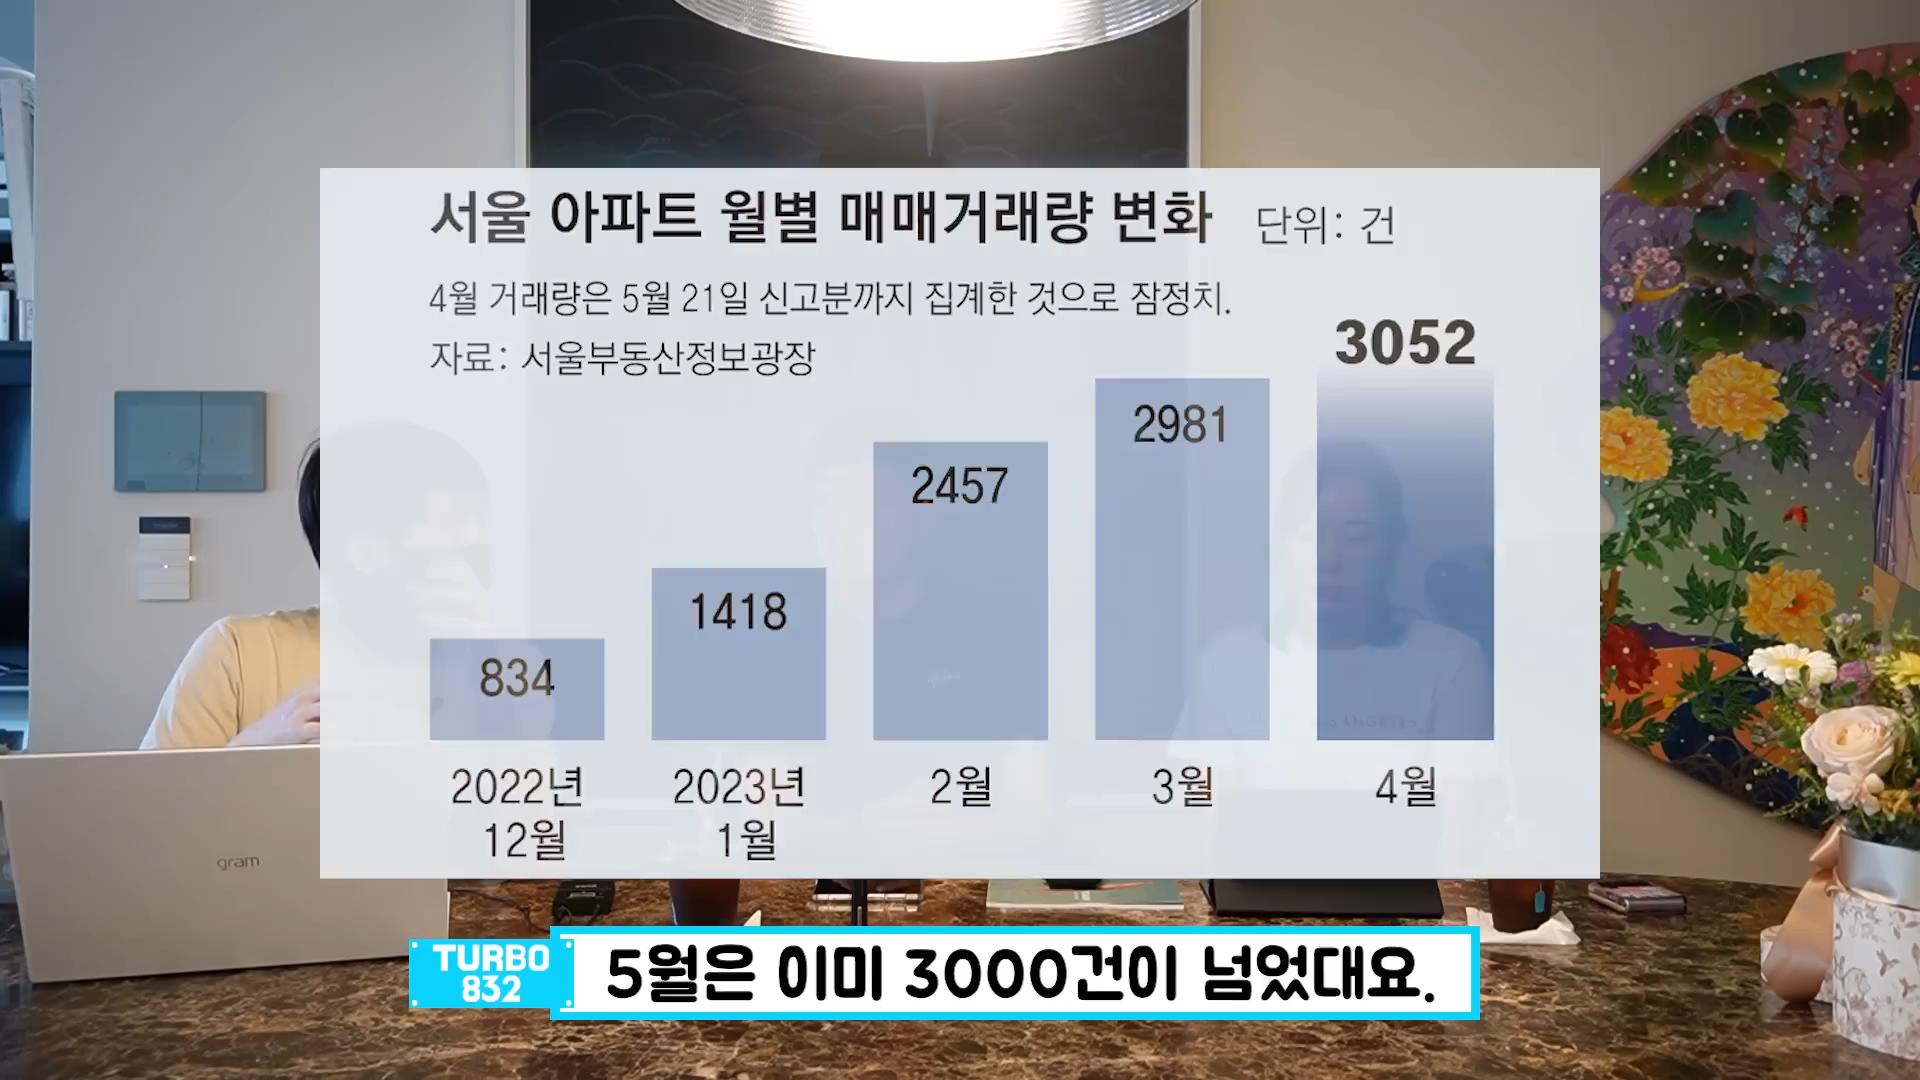 서울 아파트 월별 매매거래량 변화 단위: 건
4월 거래량은 5월 21일 신고분까지 집계한 것으로 잠정치.
자료: 서울부동산정보광장
3052
2981
2457
1418
834
2022년 2023년 2월 3월 4월
12월 1월
gram
TURBO
832
5월은 이미 3000건이 넘었대요.